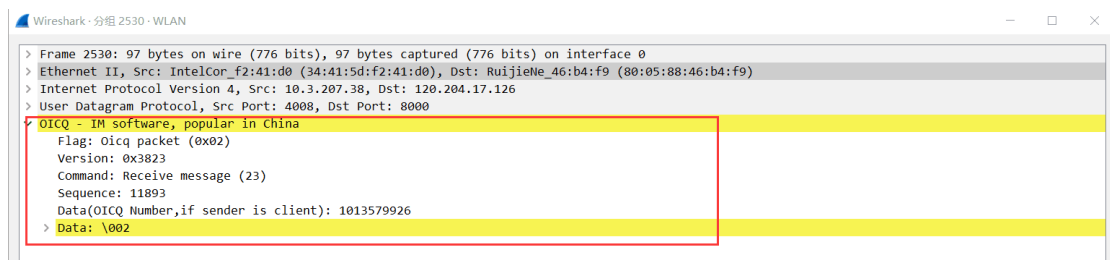 Wireshark · 分组 2530 · WLAN
> Frame 2530: 97 bytes on wire (776 bits), 97 bytes captured (776 bits) on interface 0
> Ethernet II, Src: IntelCor_f2:41:d0 (34:41:5d:f2:41:d0), Dst: RuijieNe_46:b4:f9 (80:05:88:46:b4:f9)
> Internet Protocol Version 4, Src: 10.3.207.38, Dst: 120.204.17.126
> User Datagram Protocol, Src Port: 4008, Dst Port: 8000
OICQ - IM software, popular in China
Flag: Oicq packet (0x02)
Version: 0x3823
Command: Receive message (23)
Sequence: 11893
Data(OICQ Number,if sender is client): 1013579926
> Data: \002